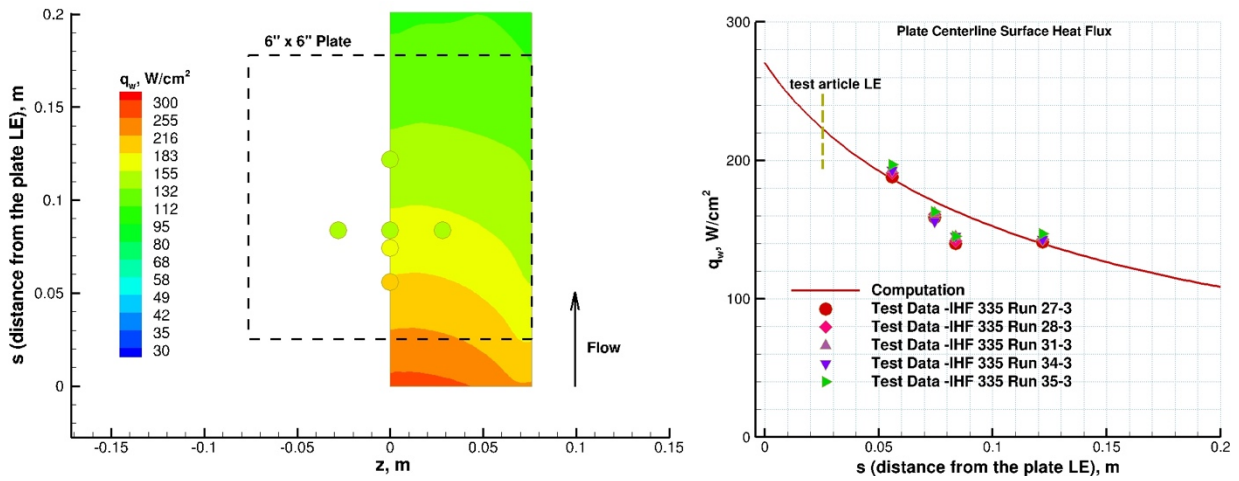 0.2
0.15
0.1
0.05
0
s (distance from the plate LE), m
6" x 6" Plate
q_w, W/cm²
300
255
216
183
155
132
112
95
80
68
58
49
42
35
30
Flow
-0.15
-0.1
-0.05
0
0.05
0.1
0.15
z, m
300
200
100
0
q_w, W/cm²
Plate Centerline Surface Heat Flux
test article LE
Computation
Test Data -IHF 335 Run 27-3
Test Data -IHF 335 Run 28-3
Test Data -IHF 335 Run 31-3
Test Data -IHF 335 Run 34-3
Test Data -IHF 335 Run 35-3
0
0.05
0.1
0.15
0.2
s (distance from the plate LE), m